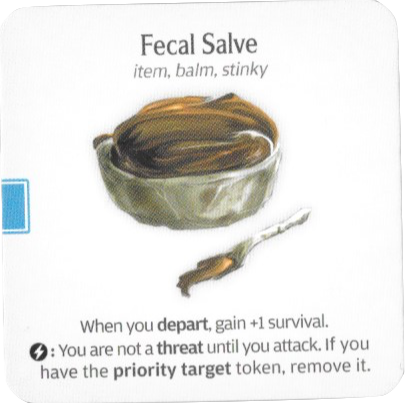 Fecal Salve
item, balm, stinky
When you depart, gain +1 survival.
: You are not a threat until you attack. If you
have the priority target token, remove it.